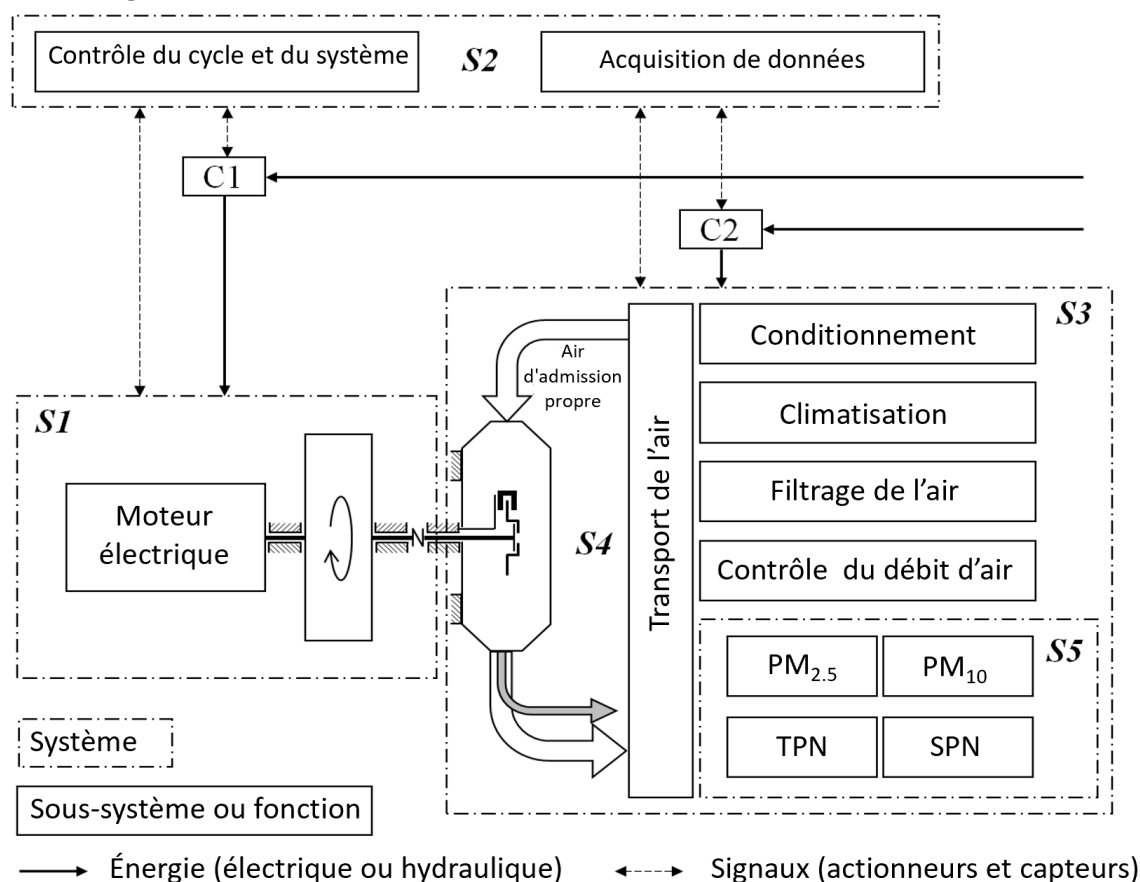 Contrôle du cycle et du système
S2
Acquisition de données
C1
C2
S3
Conditionnement
Air
d'admission
propre
Climatisation
S1
Transport de l'air
Filtrage de l'air
Moteur
électrique
S4
Contrôle du débit d'air
S5
PM2.5
PM10
TPN
SPN
Système
Sous-système ou fonction
Énergie (électrique ou hydraulique)
Signaux (actionneurs et capteurs)